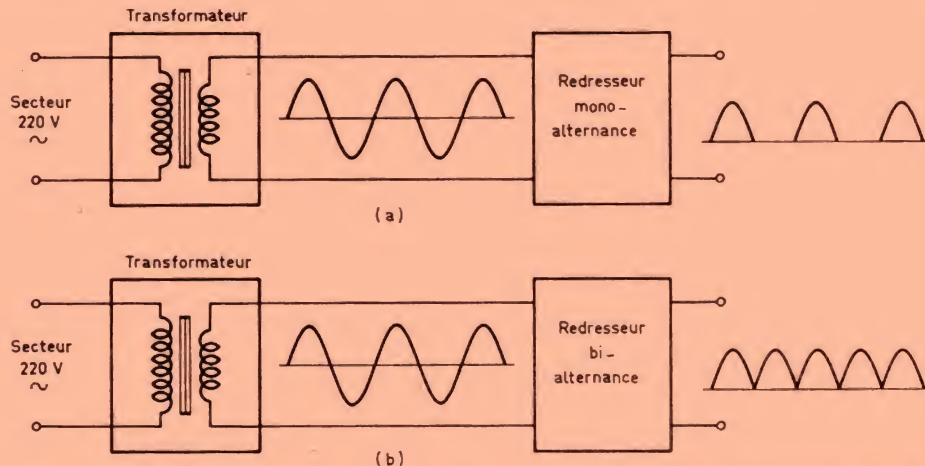 Transformateur
Secteur
220 V
~
Redresseur
mono-
alternance
(a)
Transformateur
Secteur
220 V
~
Redresseur
bi-
alternance
(b)